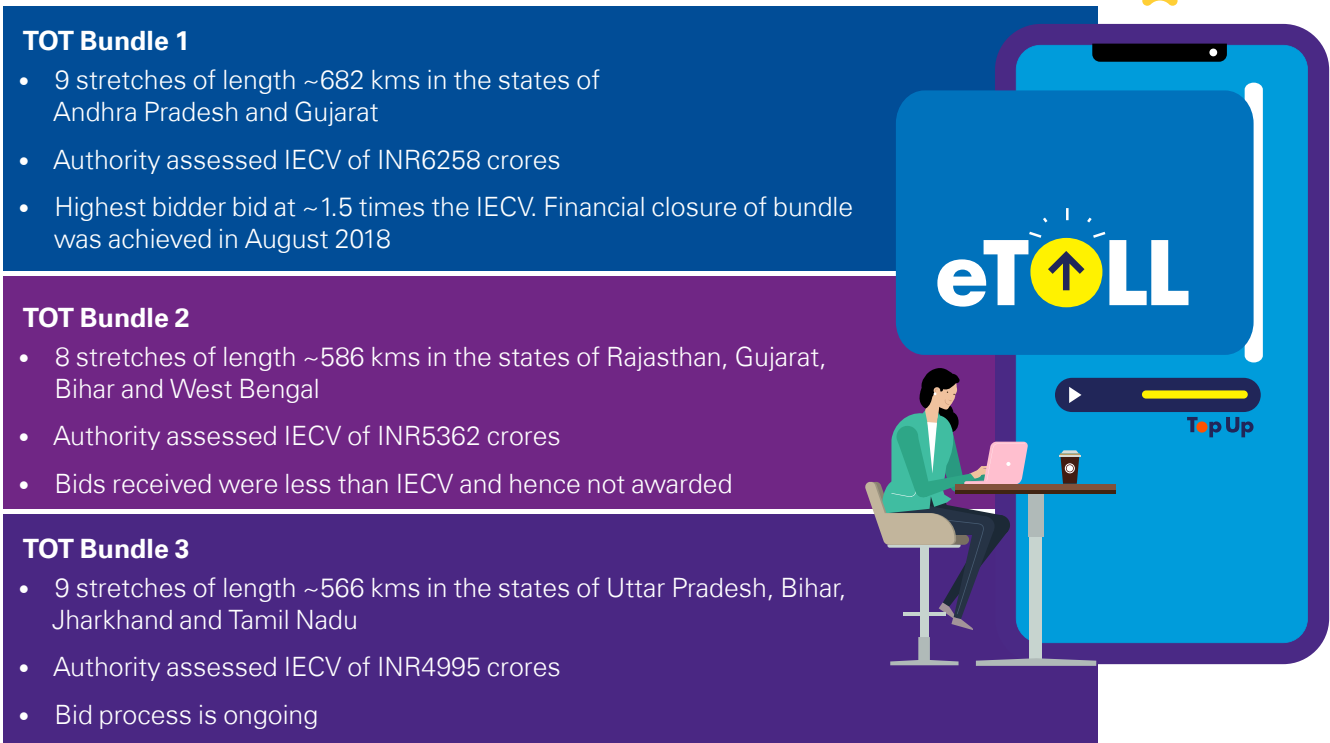 TOT Bundle 1
• 9 stretches of length ~682 kms in the states of
Andhra Pradesh and Gujarat
• Authority assessed IECV of INR6258 crores
• Highest bidder bid at ~1.5 times the IECV. Financial closure of bundle
was achieved in August 2018
eTOLL
TOT Bundle 2
• 8 stretches of length ~586 kms in the states of Rajasthan, Gujarat,
Bihar and West Bengal
• Authority assessed IECV of INR5362 crores
• Bids received were less than IECV and hence not awarded
Top Up
TOT Bundle 3
• 9 stretches of length ~566 kms in the states of Uttar Pradesh, Bihar,
Jharkhand and Tamil Nadu
• Authority assessed IECV of INR4995 crores
• Bid process is ongoing